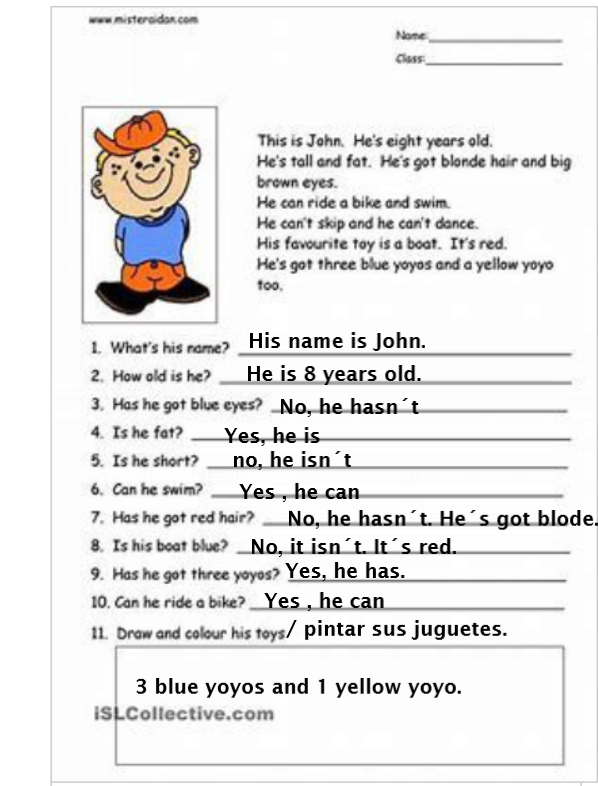 www.misteraidan.com
Name:
Class:
This is John. He's eight years old.
He's tall and fat. He's got blonde hair and big
brown eyes.
He can ride a bike and swim.
He can't skip and he can't dance.
His favourite toy is a boat. It's red.
He's got three blue yoyos and a yellow yoyo
too.
1. What's his name? His name is John.
2. How old is he? He is 8 years old.
3. Has he got blue eyes? No, he hasn´t
4. Is he fat? Yes, he is
5. Is he short? no, he isn´t
6. Can he swim? Yes , he can
7. Has he got red hair? No, he hasn´t. He´s got blode.
8. Is his boat blue? No, it isn´t. It´s red.
9. Has he got three yoyos? Yes, he has.
10. Can he ride a bike? Yes , he can
11. Draw and colour his toys/ pintar sus juguetes.
3 blue yoyos and 1 yellow yoyo.
iSLCollective.com